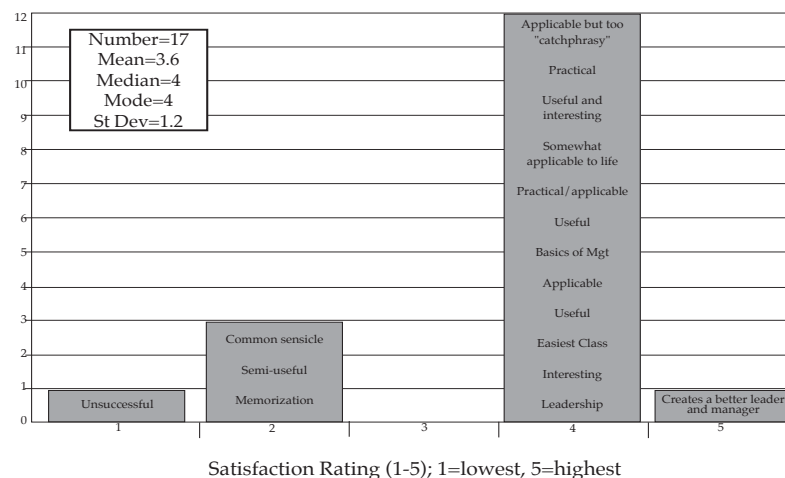 12
11
10
9
8
7
6
5
4
3
2
1
0
Number=17
Mean=3.6
Median=4
Mode=4
St Dev=1.2
Unsuccessful
Common sensicle
Semi-useful
Memorization
Applicable but too
"catchphrasy"
Practical
Useful and
interesting
Somewhat
applicable to life
Practical/applicable
Useful
Basics of Mgt
Applicable
Useful
Easiest Class
Interesting
Leadership
Creates a better leader
and manager
1 2 3 4 5
Satisfaction Rating (1-5); 1=lowest, 5=highest